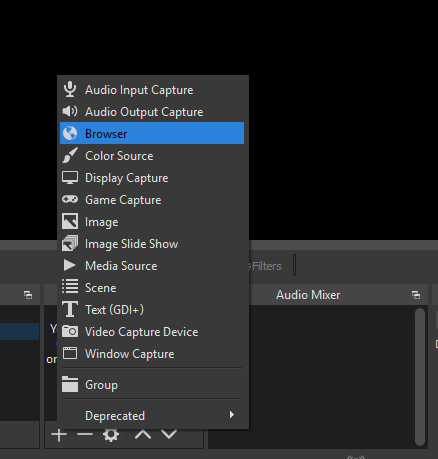 Audio Input Capture
Audio Output Capture
Browser
Color Source
Display Capture
Game Capture
Image
Image Slide Show
Media Source
Scene
Text (GDI+)
Video Capture Device
Window Capture
Group
Deprecated
Filters
Audio Mixer